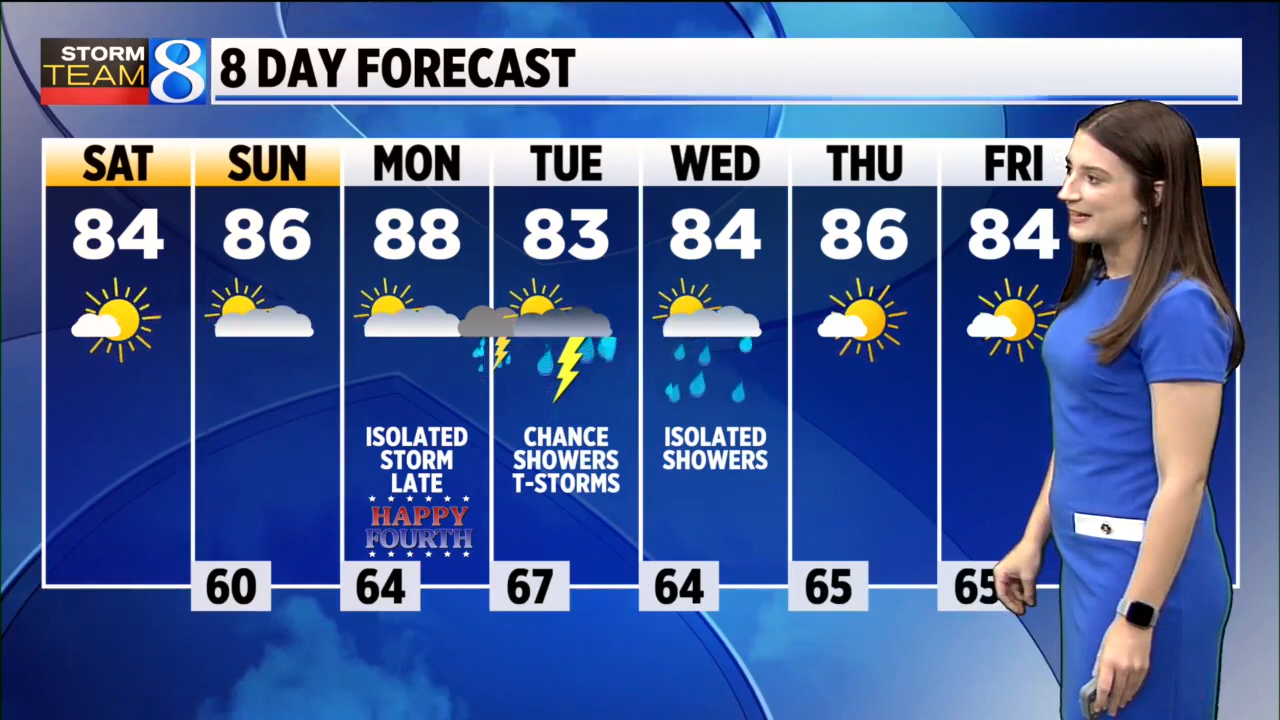 STORM
TEAM
8
8 DAY FORECAST
SAT
SUN
MON
TUE
WED
THU
FRI
84
86
88
83
84
86
84
ISOLATED
STORM
LATE
HAPPY
FOURTH
CHANCE
SHOWERS
T-STORMS
ISOLATED
SHOWERS
60
64
67
64
65
65